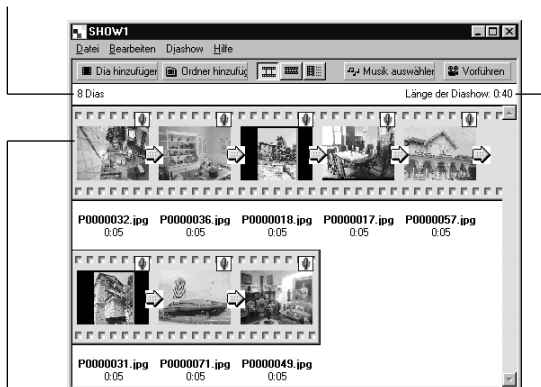 SHOW1
Datei Bearbeiten Djashow Hilfe
Dia hinzufügen Ordner hinzufüg Musik auswähler Vorführen
8 Dias Länge der Diashow: 0:40
P0000032.jpg P0000036.jpg P0000018.jpg P0000017.jpg P0000057.jpg
0:05 0:05 0:05 0:05 0:05
P0000031.jpg P0000071.jpg P0000049.jpg
0:05 0:05 0:05